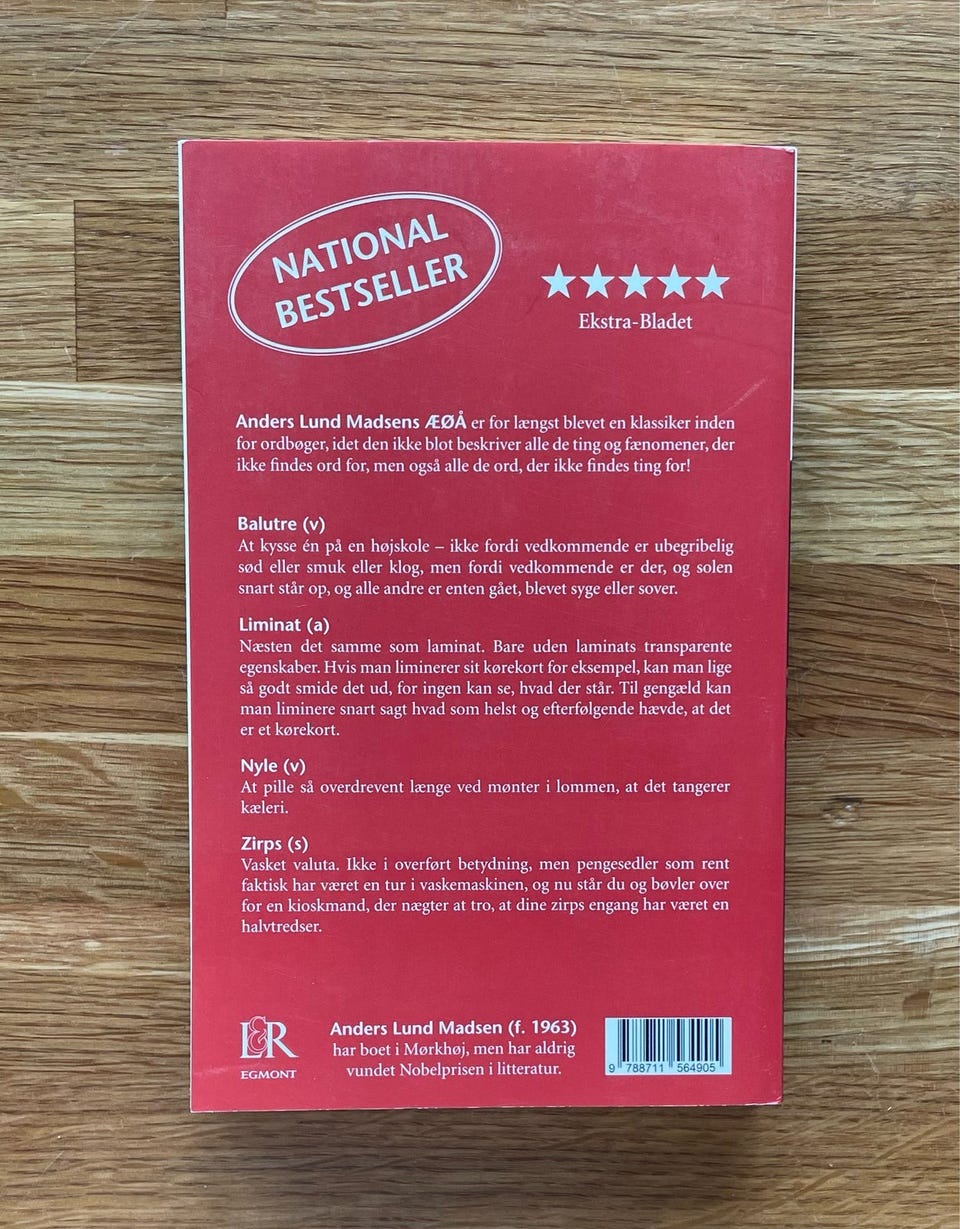 NATIONAL
BESTSELLER
★★★★★
Ekstra-Bladet
Anders Lund Madsens ÆØÅ er for længst blevet en klassiker inden
for ordbøger, idet den ikke blot beskriver alle de ting og fænomener, der
ikke findes ord for, men også alle de ord, der ikke findes ting for!
Balutre (v)
At kysse én på en højskole – ikke fordi vedkommende er ubegribelig
sød eller smuk eller klog, men fordi vedkommende er der, og solen
snart står op, og alle andre er enten gået, blevet syge eller sover.
Liminat (a)
Næsten det samme som laminat. Bare uden laminats transparente
egenskaber. Hvis man liminerer sit kørekort for eksempel, kan man lige
så godt smide det ud, for ingen kan se, hvad der står. Til gengæld kan
man liminere snart sagt hvad som helst og efterfølgende hævde, at det
er et kørekort.
Nyle (v)
At pille så overdrevent længe ved mønter i lommen, at det tangerer
kæleri.
Zirps (s)
Vasket valuta. Ikke i overført betydning, men pengesedler som rent
faktisk har været en tur i vaskemaskinen, og nu står du og bøvler over
for en kioskmand, der nægter at tro, at dine zirps engang har været en
halvtredser.
L&R
EGMONT
Anders Lund Madsen (f. 1963)
har boet i Mørkhøj, men har aldrig
vundet Nobelprisen i litteratur.
9 788711 564905